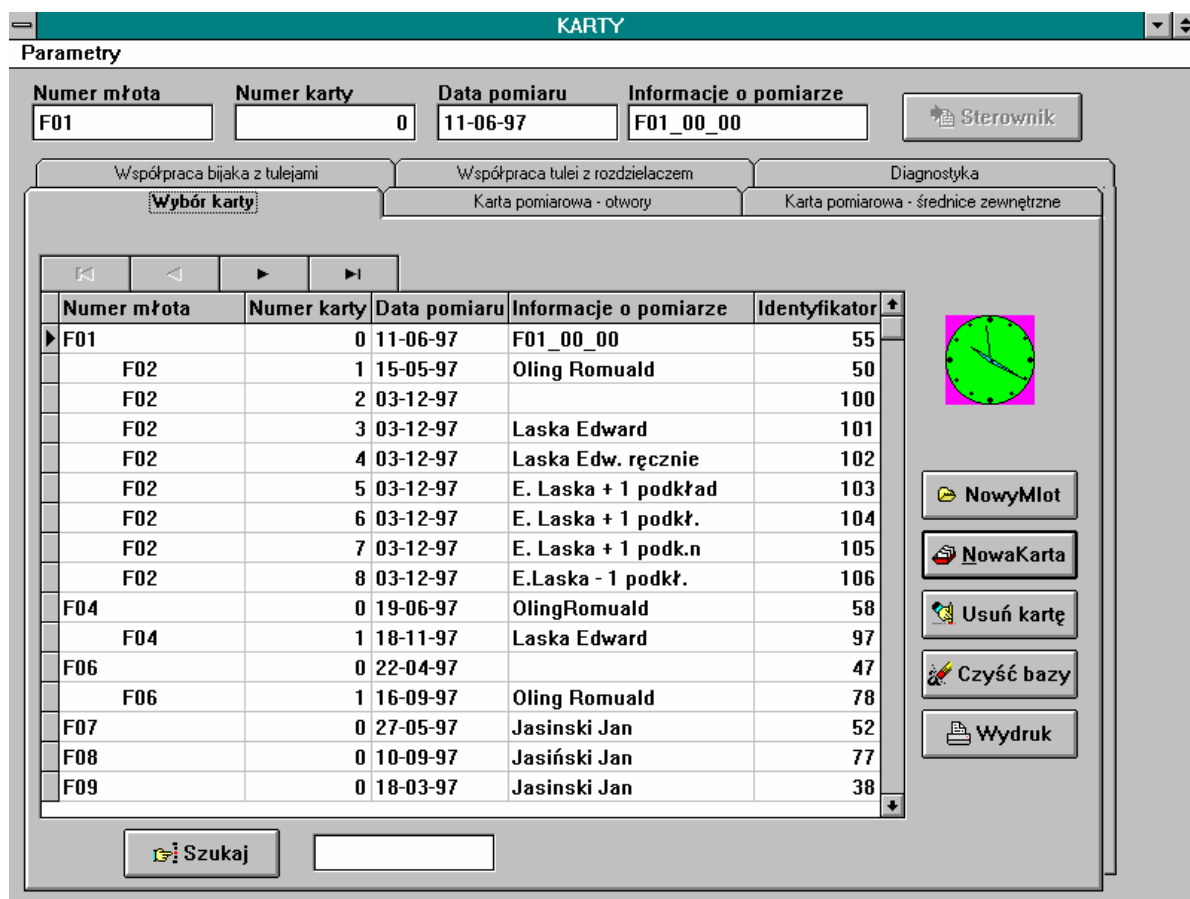 KARTY
Parametry
Numer młota Numer karty Data pomiaru Informacje o pomiarze
F01 0 11-06-97 F01_00_00 Sterownik
Współpraca bijaka z tulejami Współpraca tulei z rozdzielaczem Diagnostyka
Wybór karty Karta pomiarowa - otwory Karta pomiarowa - średnice zewnętrzne
Numer młota Numer karty Data pomiaru Informacje o pomiarze Identyfikator
F01 0 11-06-97 F01_00_00 55
F02 1 15-05-97 Oling Romuald 50
F02 2 03-12-97 100
F02 3 03-12-97 Laska Edward 101
F02 4 03-12-97 Laska Edw. ręcznie 102
F02 5 03-12-97 E. Laska + 1 podkład 103
F02 6 03-12-97 E. Laska + 1 podkł. 104
F02 7 03-12-97 E. Laska + 1 podk.n 105
F02 8 03-12-97 E.Laska - 1 podkł. 106
F04 0 19-06-97 OlingRomuald 58
F04 1 18-11-97 Laska Edward 97
F06 0 22-04-97 47
F06 1 16-09-97 Oling Romuald 78
F07 0 27-05-97 Jasinski Jan 52
F08 0 10-09-97 Jasiński Jan 77
F09 0 18-03-97 Jasinski Jan 38
NowyMlot
NowaKarta
Usuń kartę
Czyść bazy
Wydruk
Szukaj